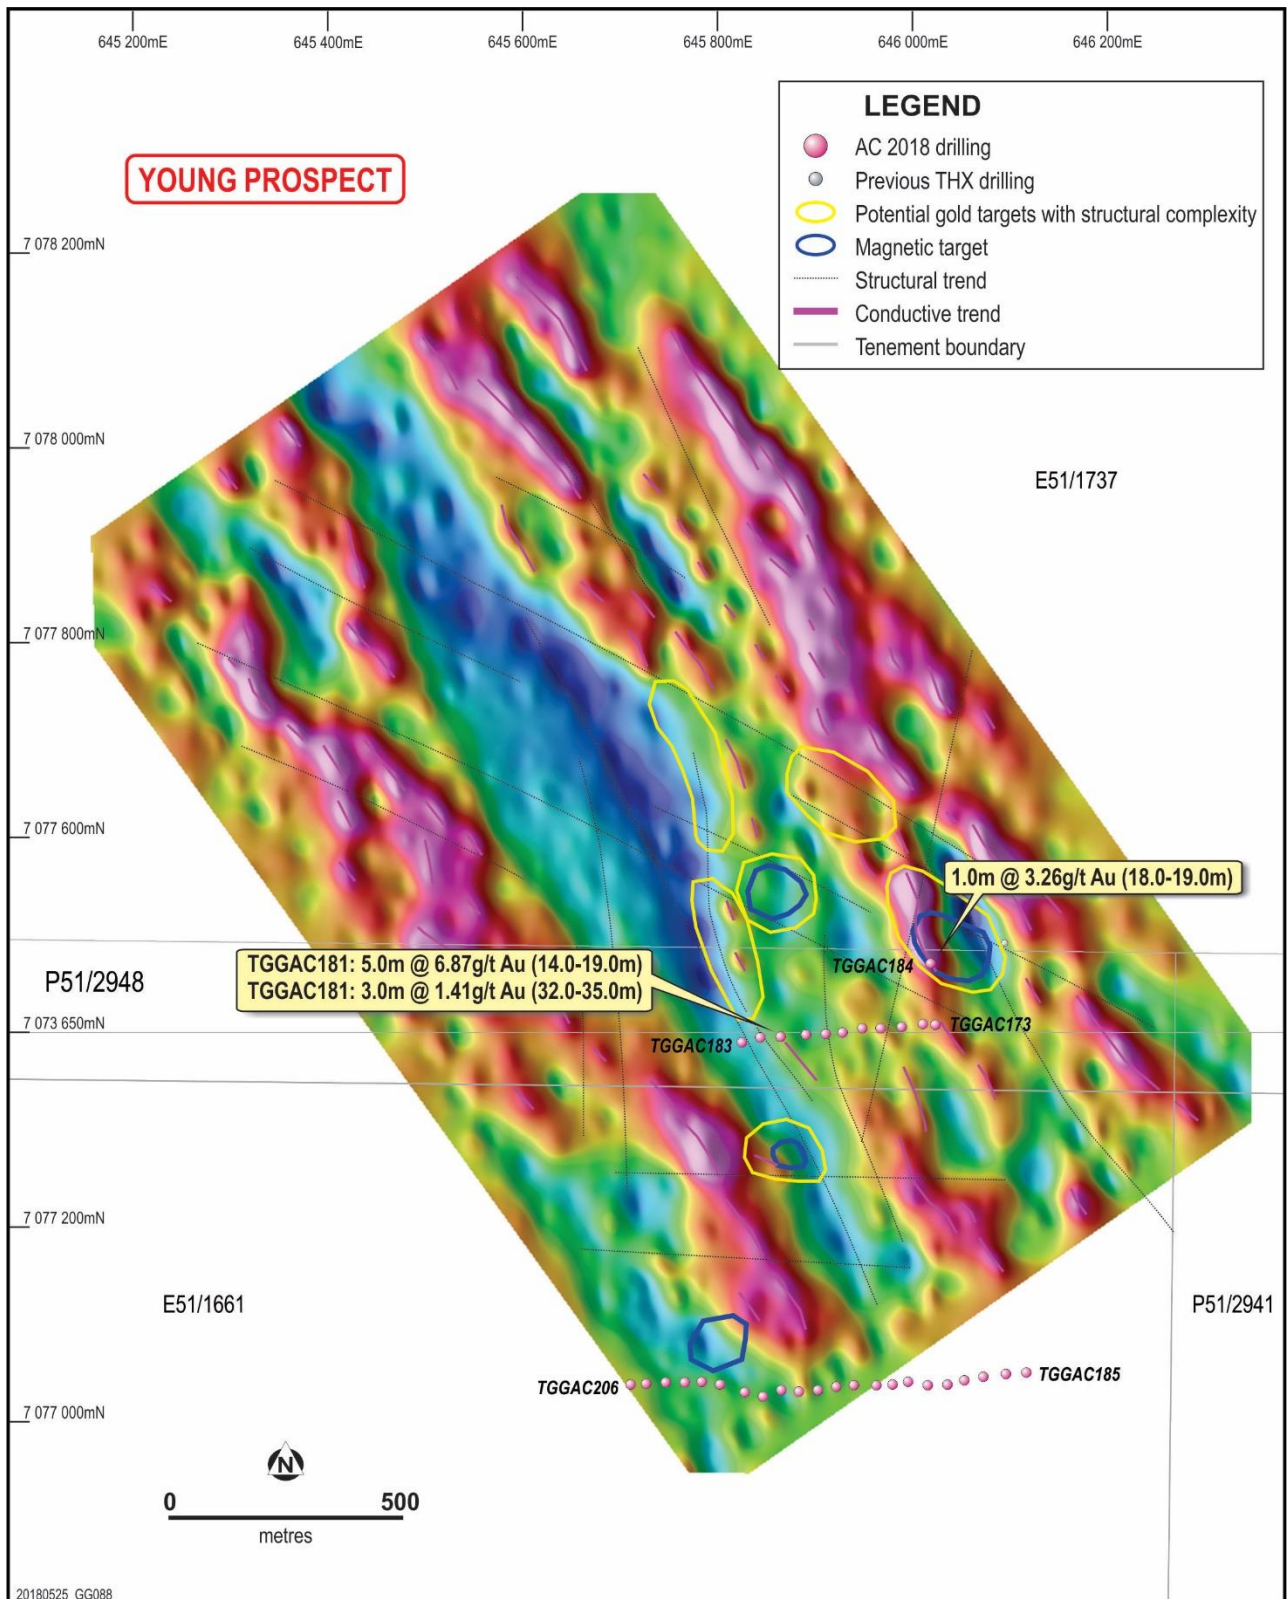 645 200mE 645 400mE 645 600mE 645 800mE 646 000mE 646 200mE
LEGEND
AC 2018 drilling
Previous THX drilling
Potential gold targets with structural complexity
Magnetic target
Structural trend
Conductive trend
Tenement boundary
YOUNG PROSPECT
7 078 200mN
7 078 000mN
E51/1737
7 077 800mN
7 077 600mN
1.0m @ 3.26g/t Au (18.0-19.0m)
TGGAC184
TGGAC181: 5.0m @ 6.87g/t Au (14.0-19.0m)
TGGAC181: 3.0m @ 1.41g/t Au (32.0-35.0m)
P51/2948
7 073 650mN
TGGAC183
TGGAC173
7 077 200mN
E51/1661
P51/2941
TGGAC206
TGGAC185
7 077 000mN
N
0 500
metres
20180525_GG088